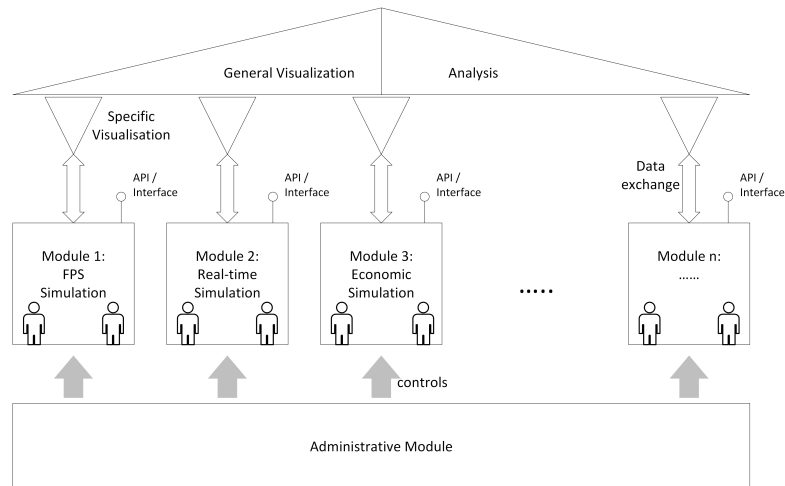 General Visualization
Analysis
Specific
Visualisation
Data
exchange
API /
Interface
API /
Interface
API /
Interface
API /
Interface
Module 1:
FPS
Simulation
Module 2:
Real-time
Simulation
Module 3:
Economic
Simulation
.....
Module n:
......
controls
Administrative Module